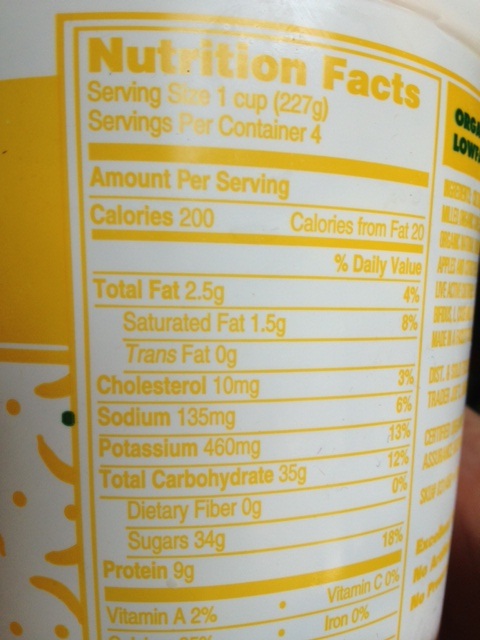 Nutrition Facts
Serving Size 1 cup (227g)
Servings Per Container 4
Amount Per Serving
Calories 200 Calories from Fat 20
% Daily Value
Total Fat 2.5g 4%
Saturated Fat 1.5g 8%
Trans Fat 0g
Cholesterol 10mg 3%
Sodium 135mg 6%
Potassium 460mg 13%
Total Carbohydrate 35g 12%
Dietary Fiber 0g 0%
Sugars 34g
Protein 9g 18%
Vitamin A 2% • Vitamin C 0%
Iron 0%
ORGA
LOWF